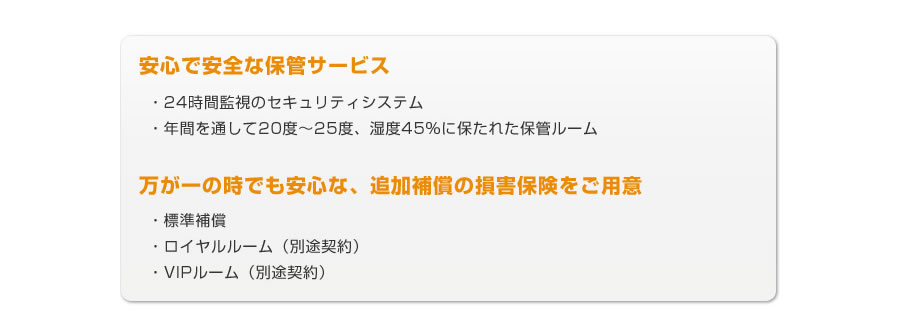 安心で安全な保管サービス
・24時間監視のセキュリティシステム
・年間を通して20度～25度、湿度45%に保たれた保管ルーム
万が一の時でも安心な、追加補償の損害保険をご用意
・標準補償
・ロイヤルルーム（別途契約）
・VIPルーム（別途契約）